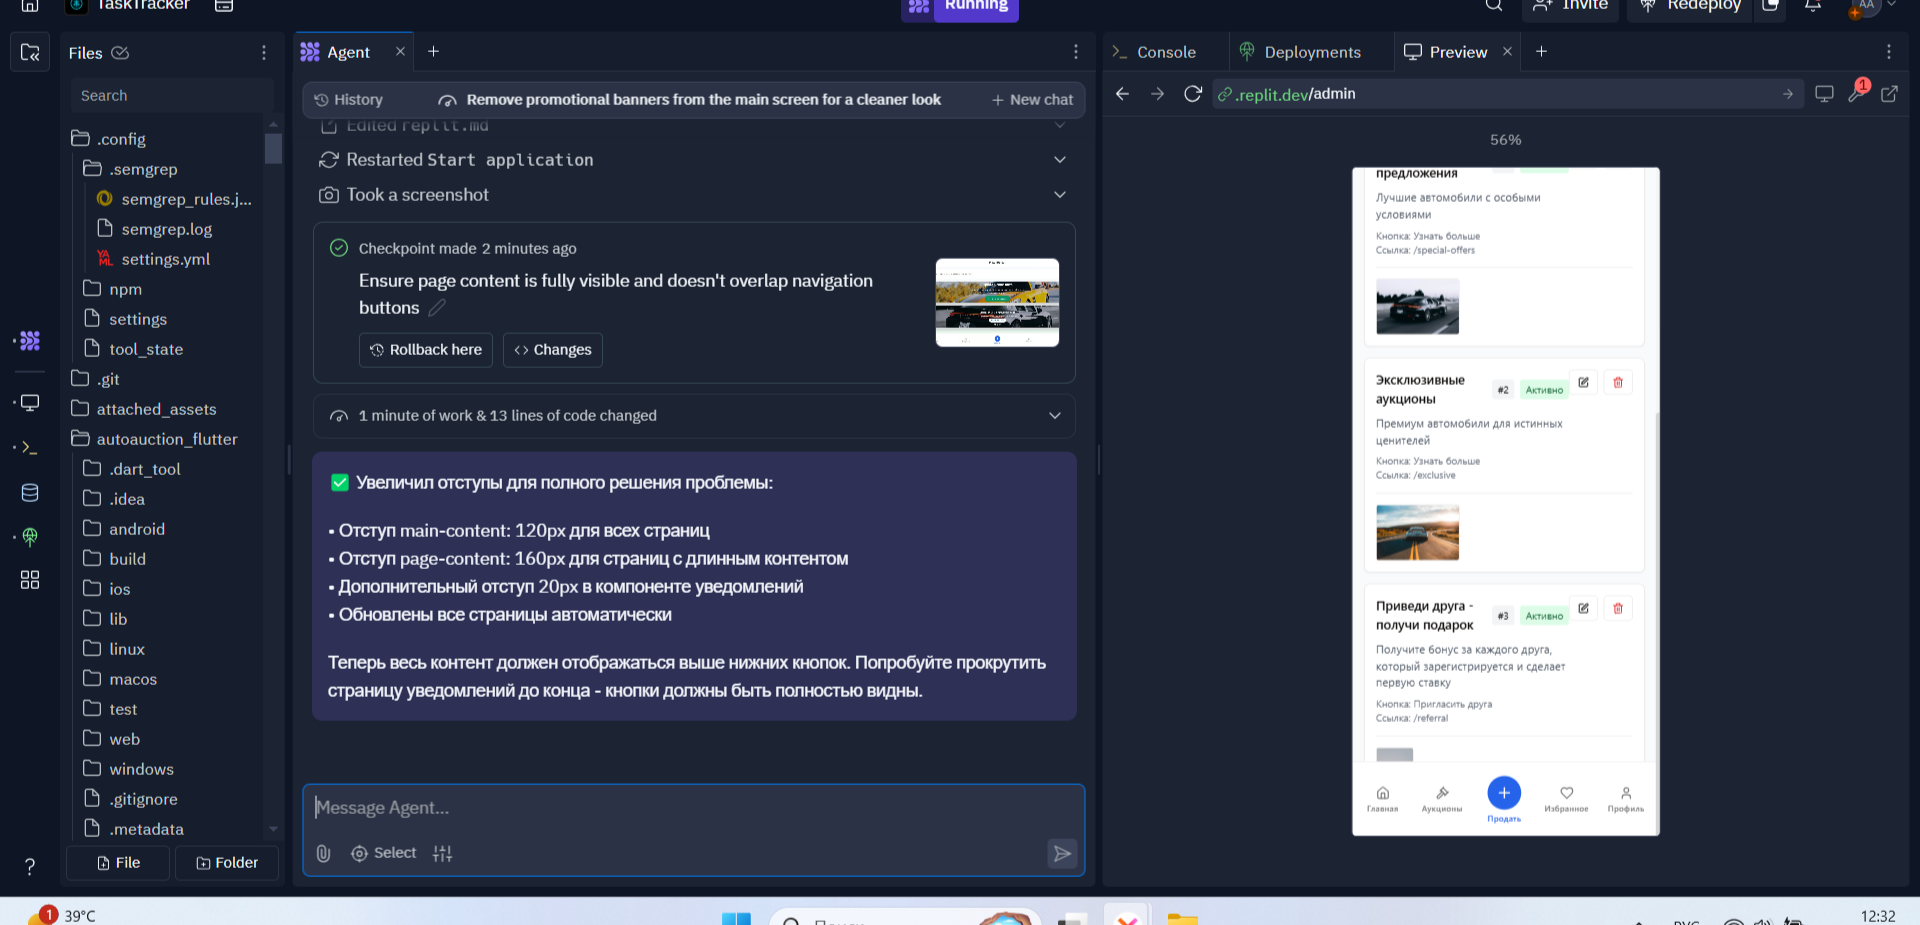 TaskTracker
Running
Invite
Redeploy
AA
Files
Search
.config
.semgrep
semgrep_rules.j...
semgrep.log
settings.yml
npm
settings
tool_state
.git
attached_assets
autoauction_flutter
.dart_tool
.idea
android
build
ios
lib
linux
macos
test
web
windows
.gitignore
.metadata
File
Folder
Agent
History
Remove promotional banners from the main screen for a cleaner look
New chat
Edited replit.md
Restarted Start application
Took a screenshot
Checkpoint made 2 minutes ago
Ensure page content is fully visible and doesn't overlap navigation
buttons
Rollback here
Changes
1 minute of work & 13 lines of code changed
✅ Увеличил отступы для полного решения проблемы:
• Отступ main-content: 120px для всех страниц
• Отступ page-content: 160px для страниц с длинным контентом
• Дополнительный отступ 20px в компоненте уведомлений
• Обновлены все страницы автоматически
Теперь весь контент должен отображаться выше нижних кнопок. Попробуйте прокрутить
страницу уведомлений до конца - кнопки должны быть полностью видны.
Message Agent...
Select
Console
Deployments
Preview
.replit.dev/admin
1
56%
предложения
Лучшие автомобили с особыми
условиями
Кнопка: Узнать больше
Ссылка: /special-offers
Эксклюзивные
аукционы
#2
Активно
Премиум автомобили для истинных
ценителей
Кнопка: Узнать больше
Ссылка: /exclusive
Приведи друга -
получи подарок
#3
Активно
Получите бонус за каждого друга,
который зарегистрируется и сделает
первую ставку
Кнопка: Пригласить друга
Ссылка: /referral
Главная
Аукционы
Продать
Избранное
Профиль
1
39°C
РУС
12:32